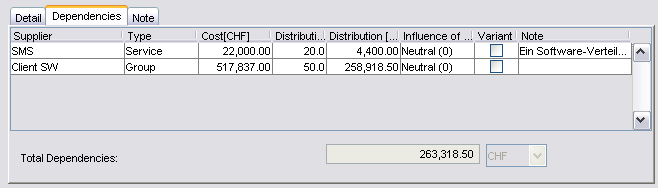 Detail Dependencies Note
Supplier Type Cost[CHF] Distributi... Distribution [... Influence of ... Variant Note
SMS Service 22,000.00 20.0 4,400.00 Neutral (0) Ein Software-Verteil...
Client SW Group 517,837.00 50.0 258,918.50 Neutral (0)
Total Dependencies: 263,318.50 CHF